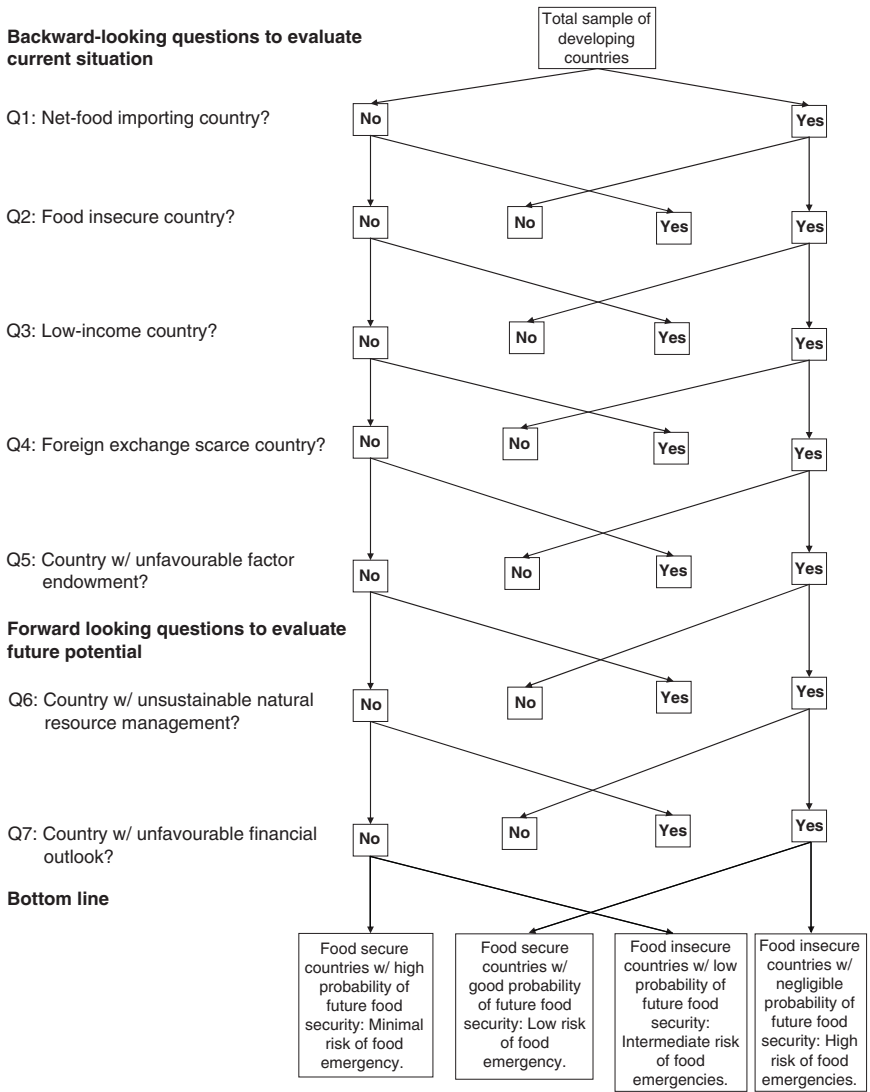 Total sample of
developing
countries
Backward-looking questions to evaluate
current situation
Q1: Net-food importing country?
No
Yes
Q2: Food insecure country?
No
No
Yes
Yes
Q3: Low-income country?
No
No
Yes
Yes
Q4: Foreign exchange scarce country?
No
No
Yes
Yes
Q5: Country w/ unfavourable factor
endowment?
No
No
Yes
Yes
Forward looking questions to evaluate
future potential
Q6: Country w/ unsustainable natural
resource management?
No
No
Yes
Yes
Q7: Country w/ unfavourable financial
outlook?
No
No
Yes
Yes
Bottom line
Food secure
countries w/ high
probability of
future food
security: Minimal
risk of food
emergency.
Food secure
countries w/
good probability
of future food
security: Low risk
of food
emergency.
Food insecure
countries w/ low
probability of
future food
security:
Intermediate risk
of food
emergencies.
Food insecure
countries w/
negligible
probability of
future food
security: High
risk of food
emergencies.